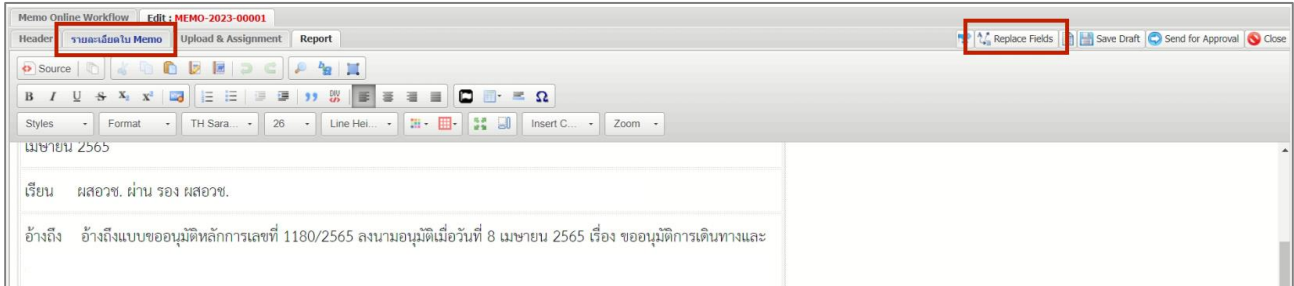 Memo Online Workflow Edit : MEMO-2023-00001
Header รายละเอียดใบ Memo Upload & Assignment Report Replace Fields Save Draft Send for Approval Close
Source
B I U S X₂ X²
Styles Format TH Sara... 26 Line Hei... Insert C... Zoom
เมษายน 2565
เรียน ผสอวช. ผ่าน รอง ผสอวช.
อ้างถึง อ้างถึงแบบขออนุมัติหลักการเลขที่ 1180/2565 ลงนามอนุมัติเมื่อวันที่ 8 เมษายน 2565 เรื่อง ขออนุมัติการเดินทางและ